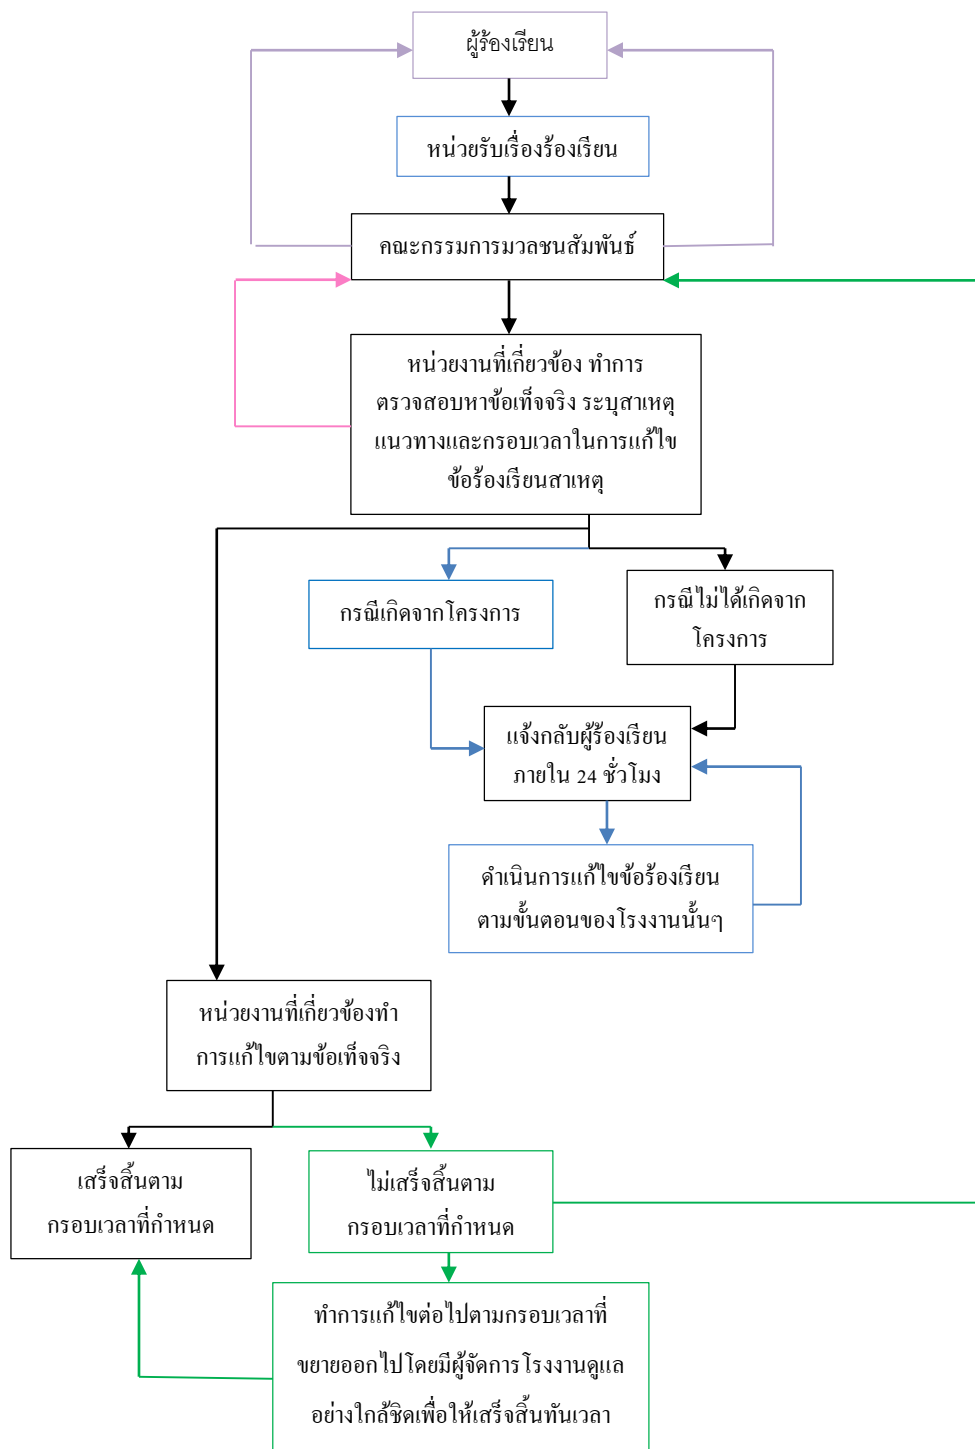 ผู้ร้องเรียน
หน่วยรับเรื่องร้องเรียน
คณะกรรมการมวลชนสัมพันธ์
หน่วยงานที่เกี่ยวข้อง ทำการ
ตรวจสอบหาข้อเท็จจริง ระบุสาเหตุ
แนวทางและกรอบเวลาในการแก้ไข
ข้อร้องเรียนสาเหตุ
กรณีเกิดจากโครงการ
กรณีไม่ได้เกิดจาก
โครงการ
แจ้งกลับผู้ร้องเรียน
ภายใน 24 ชั่วโมง
ดำเนินการแก้ไขข้อร้องเรียน
ตามขั้นตอนของโรงงานนั้นๆ
หน่วยงานที่เกี่ยวข้องทำ
การแก้ไขตามข้อเท็จจริง
เสร็จสิ้นตาม
กรอบเวลาที่กำหนด
ไม่เสร็จสิ้นตาม
กรอบเวลาที่กำหนด
ทำการแก้ไขต่อไปตามกรอบเวลาที่
ขยายออกไปโดยมีผู้จัดการโรงงานดูแล
อย่างใกล้ชิดเพื่อให้เสร็จสิ้นทันเวลา